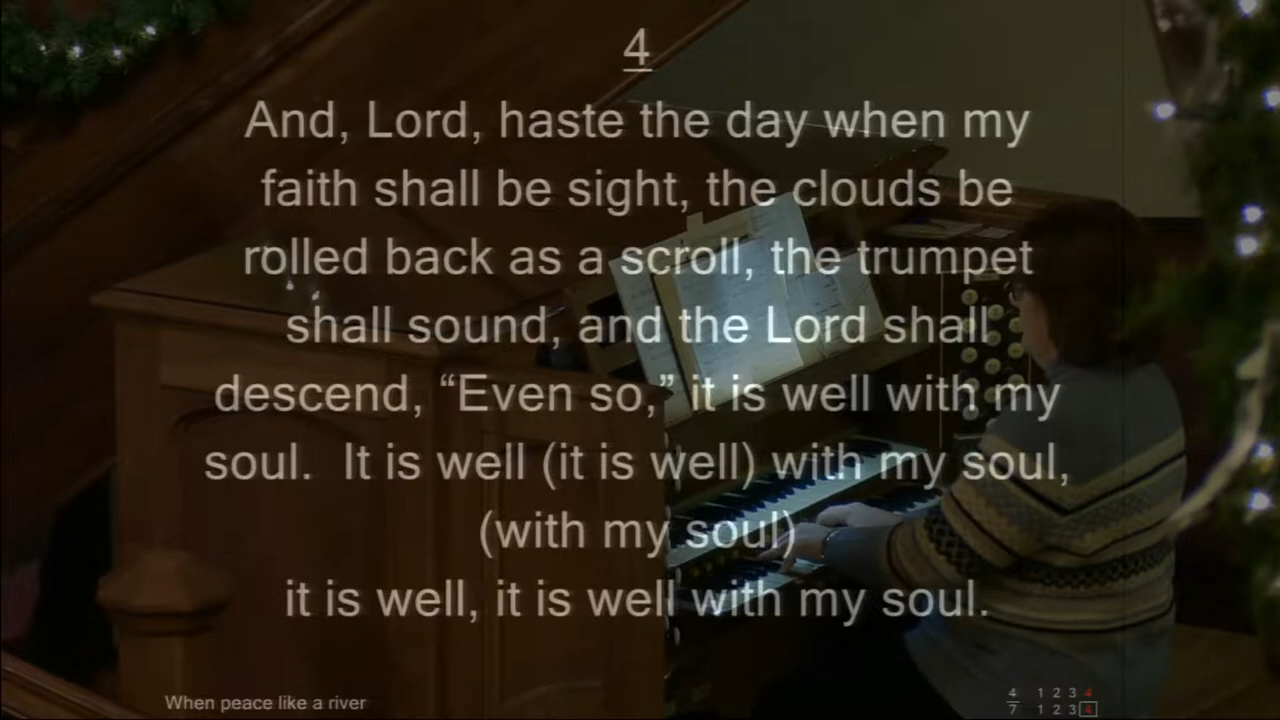 4
And, Lord, haste the day when my
faith shall be sight, the clouds be
rolled back as a scroll, the trumpet
shall sound, and the Lord shall
descend, “Even so,” it is well with my
soul.  It is well (it is well) with my soul,
(with my soul)
it is well, it is well with my soul.
When peace like a river
4 1 2 3 4
7 1 2 3 4